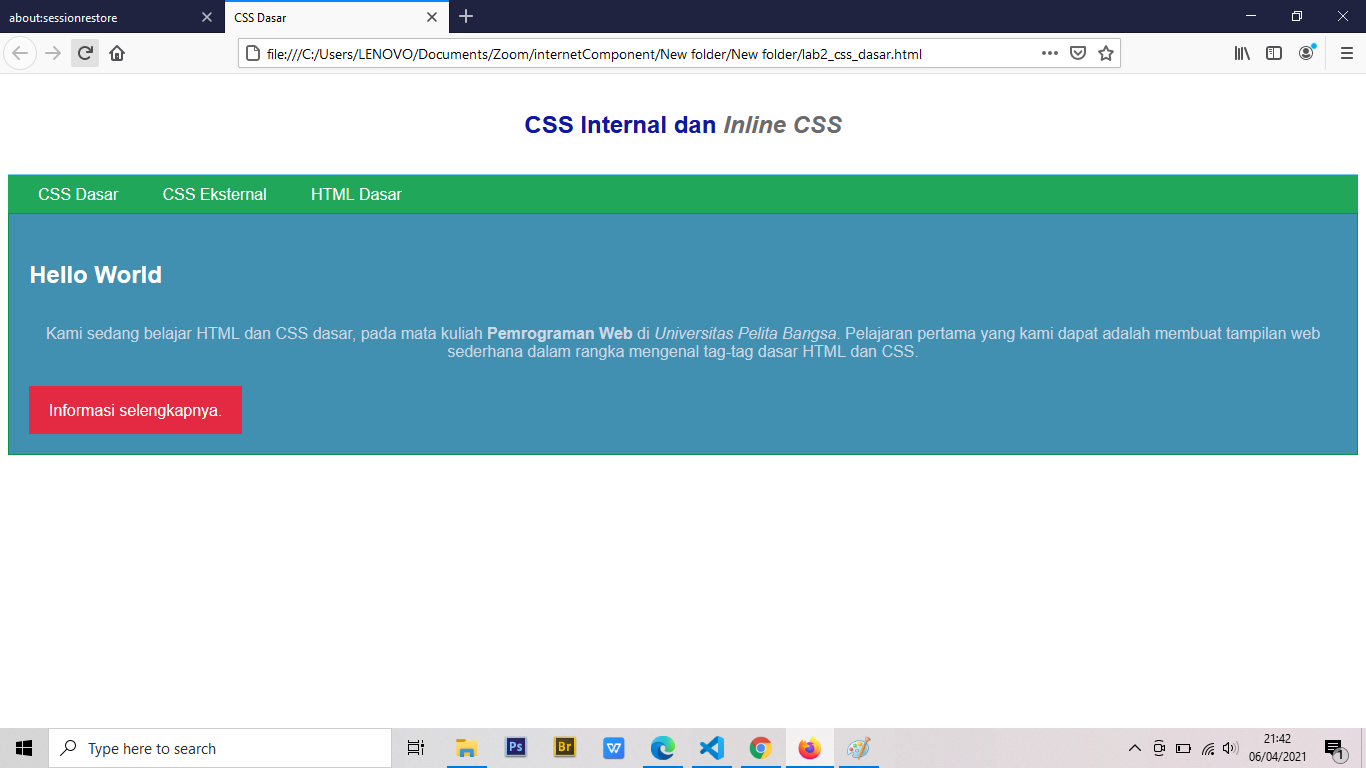 about:sessionrestore
CSS Dasar
file:///C:/Users/LENOVO/Documents/Zoom/internetComponent/New folder/New folder/lab2_css_dasar.html
CSS Internal dan Inline CSS
CSS Dasar CSS Eksternal HTML Dasar
Hello World
Kami sedang belajar HTML dan CSS dasar, pada mata kuliah Pemrograman Web di Universitas Pelita Bangsa. Pelajaran pertama yang kami dapat adalah membuat tampilan web
sederhana dalam rangka mengenal tag-tag dasar HTML dan CSS.
Informasi selengkapnya.
Type here to search
Ps
Br
W
21:42
06/04/2021
1